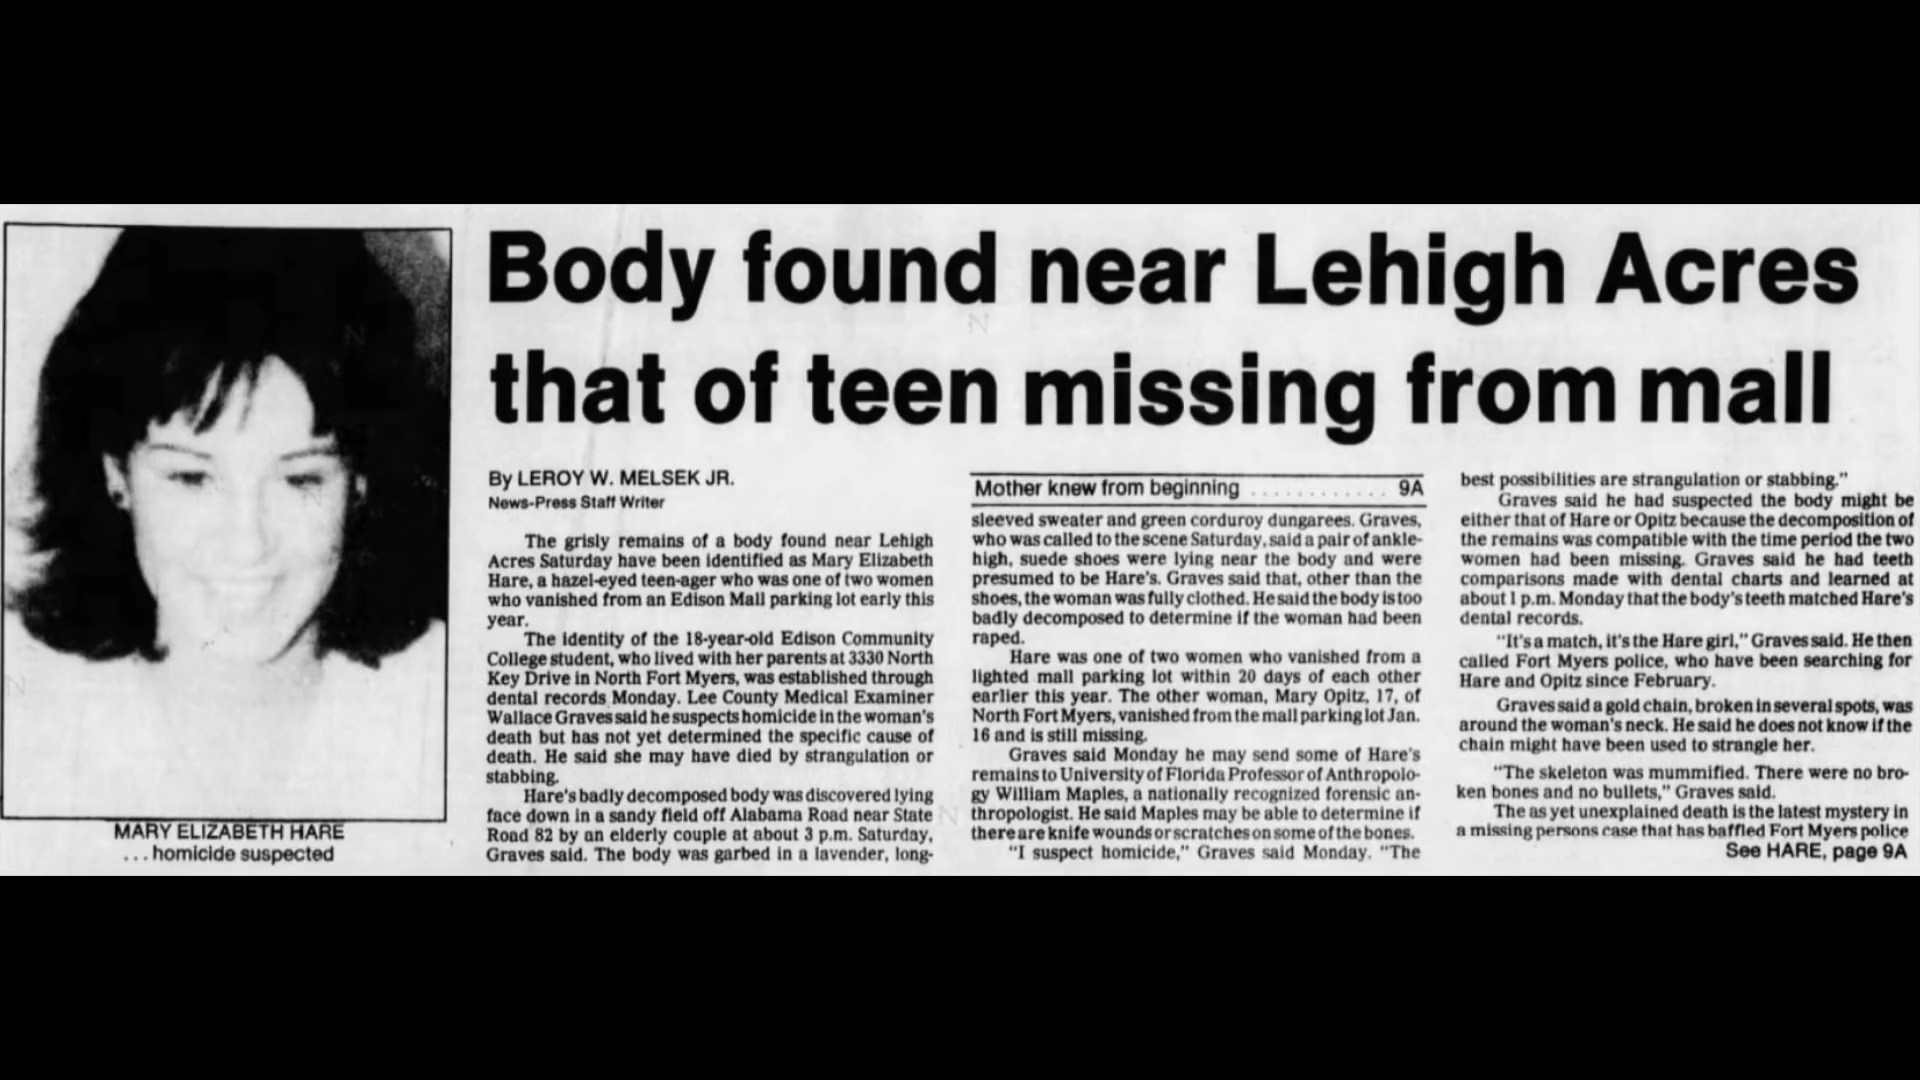 Body found near Lehigh Acres
that of teen missing from mall
MARY ELIZABETH HARE
...homicide suspected
By LEROY W. MELSEK JR.
News-Press Staff Writer
The grisly remains of a body found near Lehigh
Acres Saturday have been identified as Mary Elizabeth
Hare, a hazel-eyed teen-ager who was one of two women
who vanished from an Edison Mall parking lot early this
year.
The identity of the 18-year-old Edison Community
College student, who lived with her parents at 3330 North
Key Drive in North Fort Myers, was established through
dental records Monday. Lee County Medical Examiner
Wallace Graves said he suspects homicide in the woman's
death but has not yet determined the specific cause of
death. He said she may have died by strangulation or
stabbing.
Hare's badly decomposed body was discovered lying
face down in a sandy field off Alabama Road near State
Road 82 by an elderly couple at about 3 p.m. Saturday,
Graves said. The body was garbed in a lavender, long-
Mother knew from beginning ............ 9A
sleeved sweater and green corduroy dungarees. Graves,
who was called to the scene Saturday, said a pair of ankle-
high, suede shoes were lying near the body and were
presumed to be Hare's. Graves said that, other than the
shoes, the woman was fully clothed. He said the body is too
badly decomposed to determine if the woman had been
raped.
Hare was one of two women who vanished from a
lighted mall parking lot within 20 days of each other
earlier this year. The other woman, Mary Opitz, 17, of
North Fort Myers, vanished from the mall parking lot Jan.
16 and is still missing.
Graves said Monday he may send some of Hare's
remains to University of Florida Professor of Anthropolo-
gy William Maples, a nationally recognized forensic an-
thropologist. He said Maples may be able to determine if
there are knife wounds or scratches on some of the bones.
"I suspect homicide," Graves said Monday. "The
best possibilities are strangulation or stabbing."
Graves said he had suspected the body might be
either that of Hare or Opitz because the decomposition of
the remains was compatible with the time period the two
women had been missing. Graves said he had teeth
comparisons made with dental charts and learned at
about 1 p.m. Monday that the body's teeth matched Hare's
dental records.
"It's a match, it's the Hare girl," Graves said. He then
called Fort Myers police, who have been searching for
Hare and Opitz since February.
Graves said a gold chain, broken in several spots, was
around the woman's neck. He said he does not know if the
chain might have been used to strangle her.
"The skeleton was mummified. There were no bro-
ken bones and no bullets," Graves said.
The as yet unexplained death is the latest mystery in
a missing persons case that has baffled Fort Myers police
See HARE, page 9A